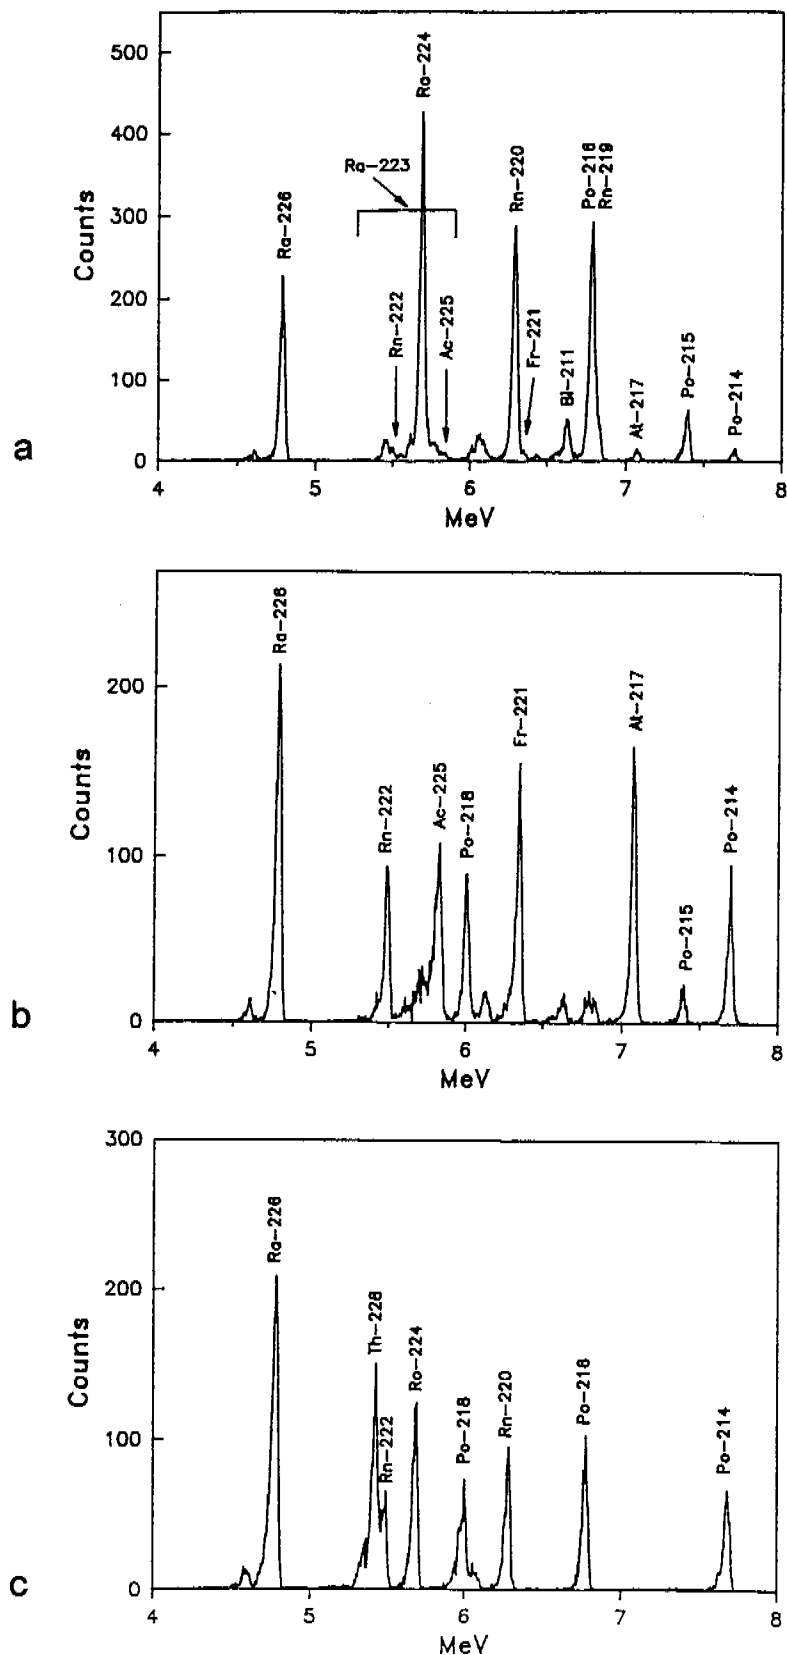 500
400
300
200
100
0
Counts
Ra-226
Ra-223
Rn-222
Ra-224
Ac-225
Rn-220
Fr-221
Bi-211
Po-216
Rn-219
At-217
Po-215
Po-214
4
5
6
7
8
MeV
a
200
100
0
Counts
Ra-226
Rn-222
Ac-225
Po-218
Fr-221
At-217
Po-215
Po-214
4
5
6
7
8
MeV
b
300
200
100
0
Counts
Ra-226
Th-228
Rn-222
Ra-224
Po-218
Rn-220
Po-216
Po-214
4
5
6
7
8
MeV
c